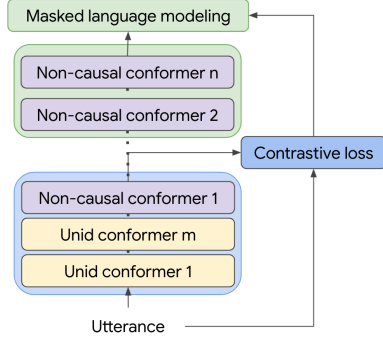 Masked language modeling
Non-causal conformer n
Non-causal conformer 2
Contrastive loss
Non-causal conformer 1
Unid conformer m
Unid conformer 1
Utterance